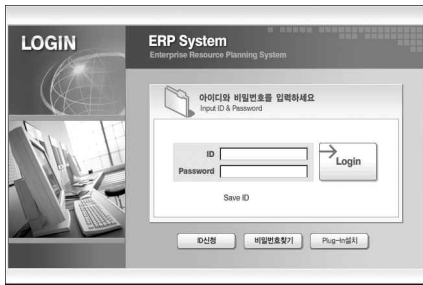 LOGIN
ERP System
Enterprise Resource Planning System
아이디와 비밀번호를 입력하세요
Input ID & Password
ID
Password
Login
Save ID
ID신청
비밀번호찾기
Plug-In설치